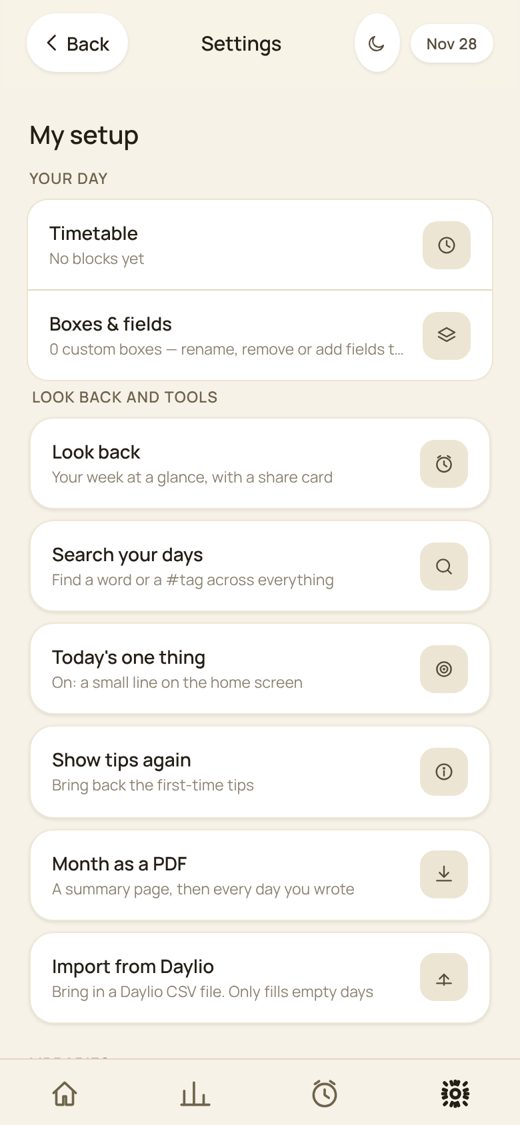 Back
Settings
Nov 28
My setup
YOUR DAY
Timetable
No blocks yet
Boxes & fields
0 custom boxes — rename, remove or add fields t...
LOOK BACK AND TOOLS
Look back
Your week at a glance, with a share card
Search your days
Find a word or a #tag across everything
Today's one thing
On: a small line on the home screen
Show tips again
Bring back the first-time tips
Month as a PDF
A summary page, then every day you wrote
Import from Daylio
Bring in a Daylio CSV file. Only fills empty days